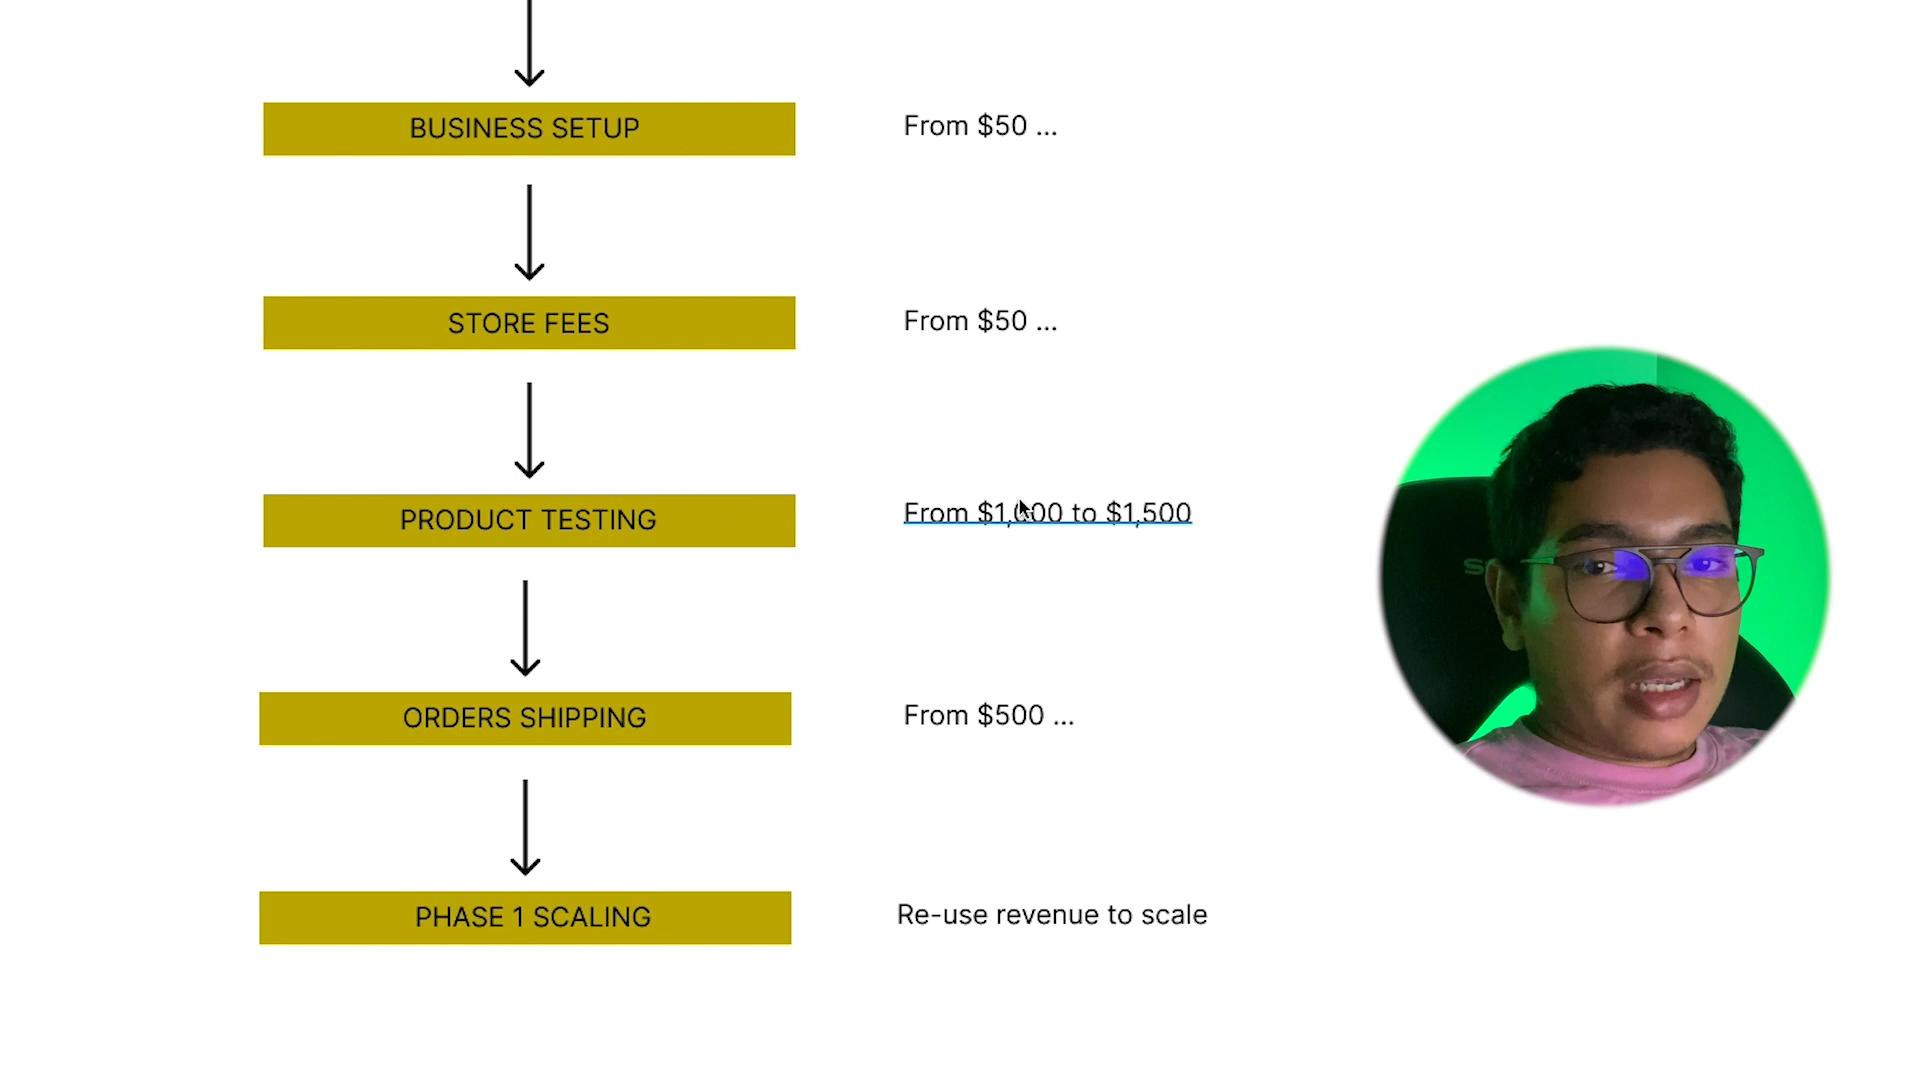 BUSINESS SETUP
From $50 ...
STORE FEES
From $50 ...
PRODUCT TESTING
From $1,000 to $1,500
ORDERS SHIPPING
From $500 ...
PHASE 1 SCALING
Re-use revenue to scale